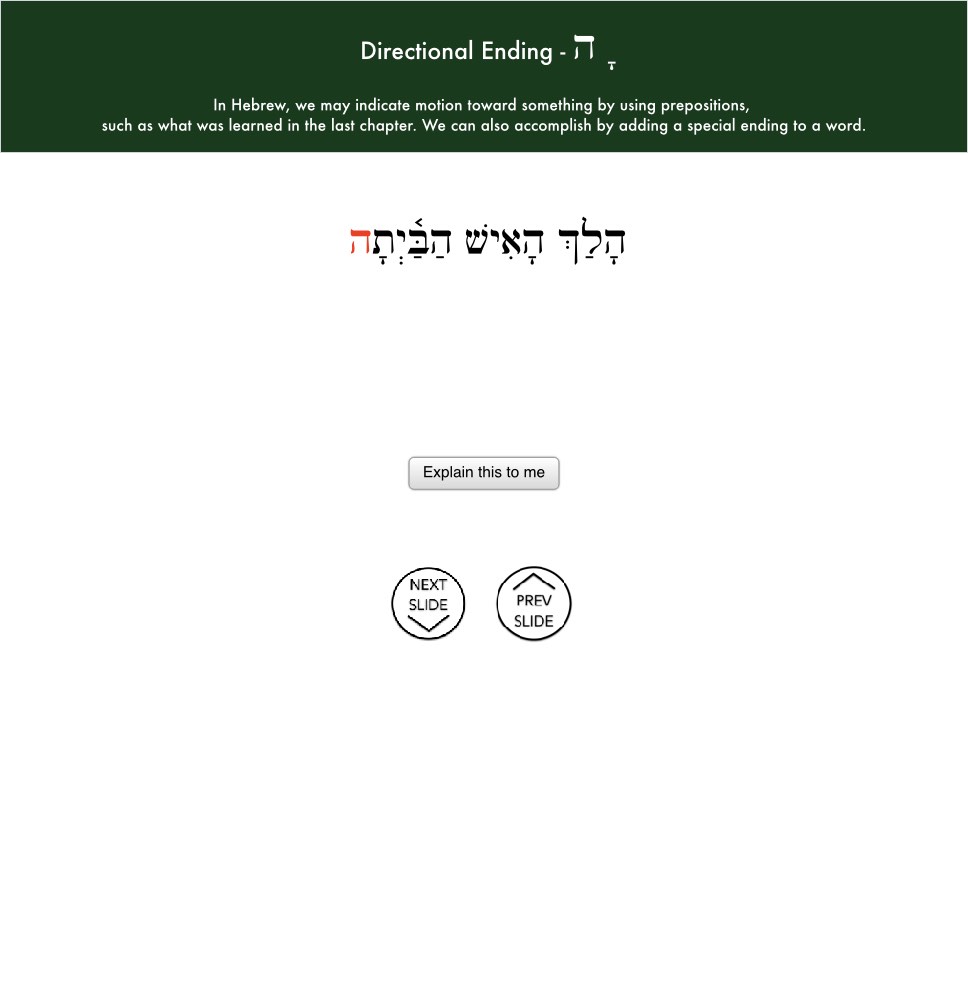 Directional Ending - ָה
In Hebrew, we may indicate motion toward something by using prepositions,
such as what was learned in the last chapter. We can also accomplish by adding a special ending to a word.
הָלַךְ הָאִישׁ הַבַּ֫יְתָה
Explain this to me
NEXT
SLIDE
PREV
SLIDE